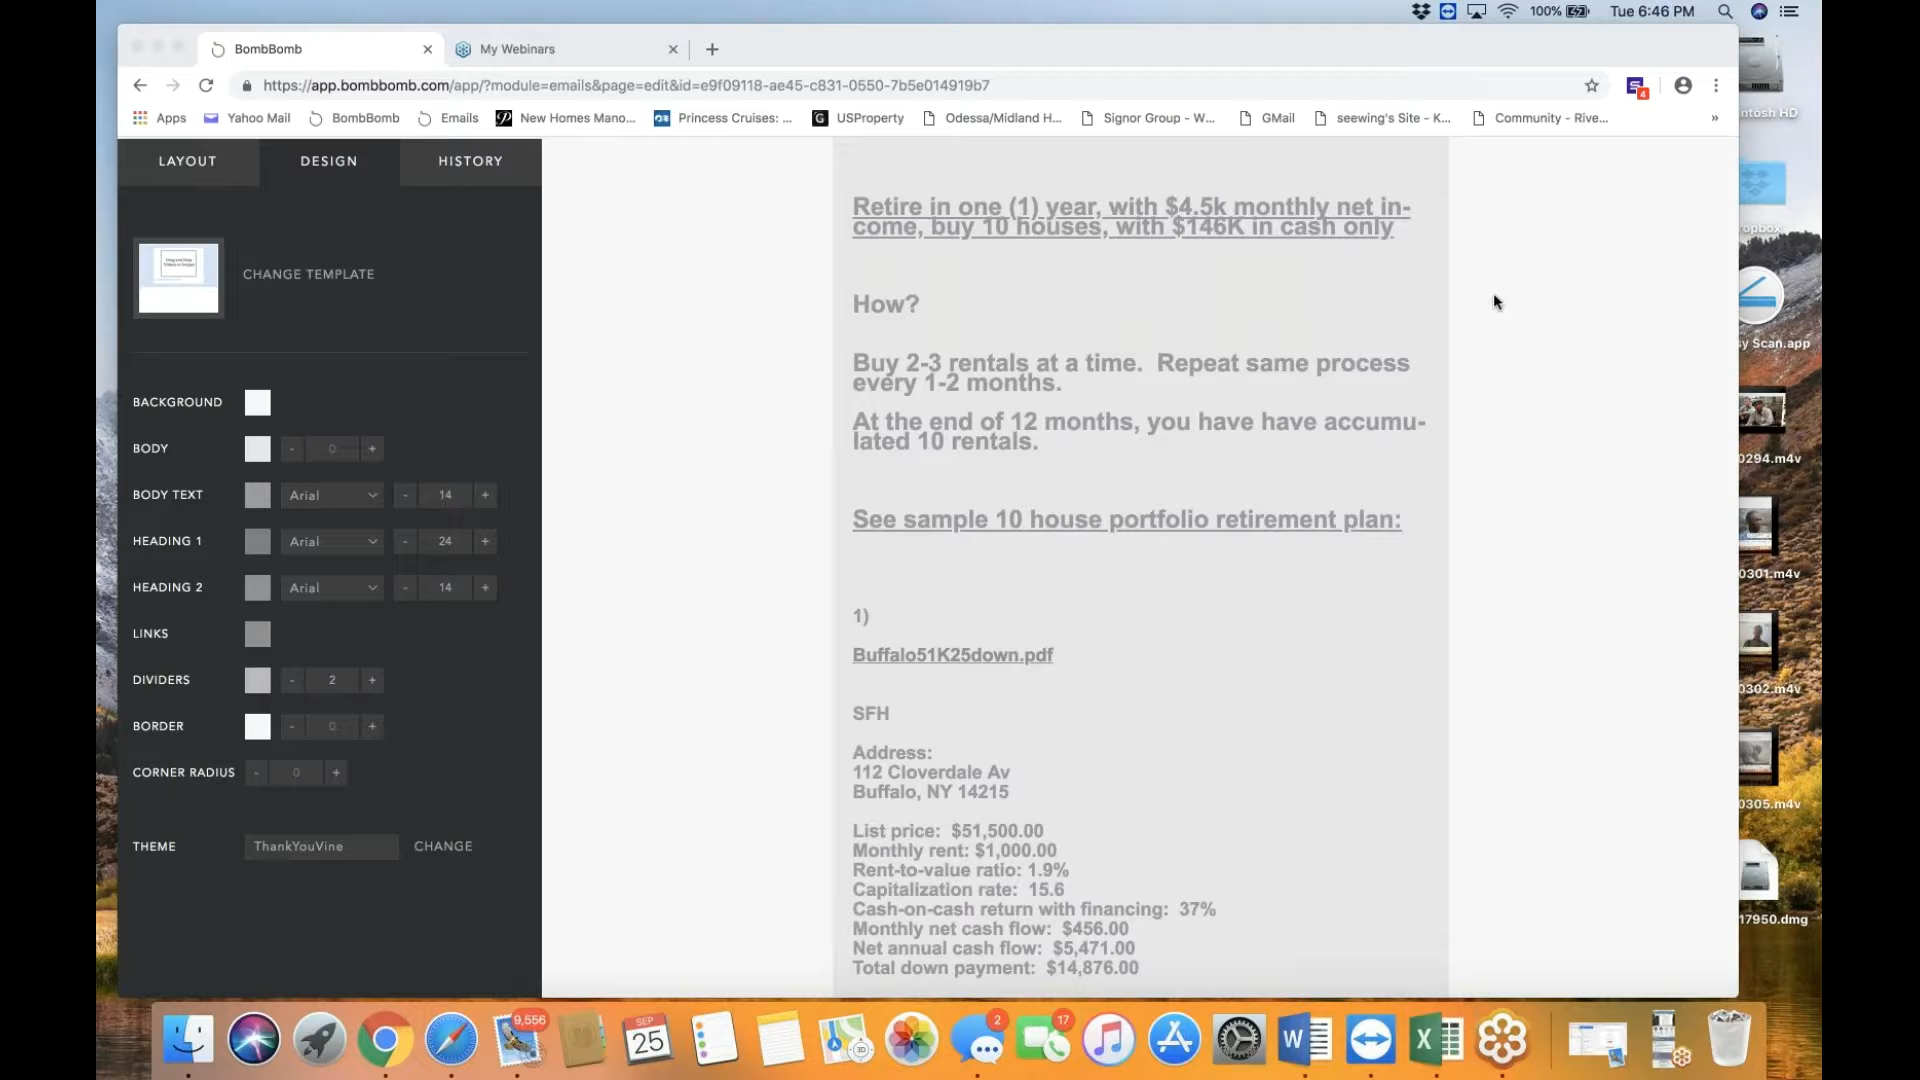 100%
Tue 6:46 PM
BombBomb
My Webinars
https://app.bombbomb.com/app/?module=emails&page=edit&id=e9f09118-ae45-c831-0550-7b5e014919b7
4
Apps
Yahoo Mail
BombBomb
Emails
New Homes Mano...
Princess Cruises: ...
USProperty
Odessa/Midland H...
Signor Group - W...
GMail
seewing's Site - K...
Community - Rive...
»
LAYOUT
DESIGN
HISTORY
CHANGE TEMPLATE
BACKGROUND
BODY - 0 +
BODY TEXT Arial - 14 +
HEADING 1 Arial - 24 +
HEADING 2 Arial - 14 +
LINKS
DIVIDERS - 2 +
BORDER - 0 +
CORNER RADIUS - 0 +
THEME ThankYouVine CHANGE
Retire in one (1) year, with $4.5k monthly net in-
come, buy 10 houses, with $146K in cash only
How?
Buy 2-3 rentals at a time.  Repeat same process
every 1-2 months.
At the end of 12 months, you have have accumu-
lated 10 rentals.
See sample 10 house portfolio retirement plan:
1)
Buffalo51K25down.pdf
SFH
Address:
112 Cloverdale Av
Buffalo, NY 14215
List price:  $51,500.00
Monthly rent: $1,000.00
Rent-to-value ratio: 1.9%
Capitalization rate:  15.6
Cash-on-cash return with financing:  37%
Monthly net cash flow:  $456.00
Net annual cash flow:  $5,471.00
Total down payment:  $14,876.00
ntosh HD
ropbox
sy Scan.app
0294.m4v
0301.m4v
0302.m4v
0305.m4v
17950.dmg
9,556
SEP
25
3D
2
17
W
X